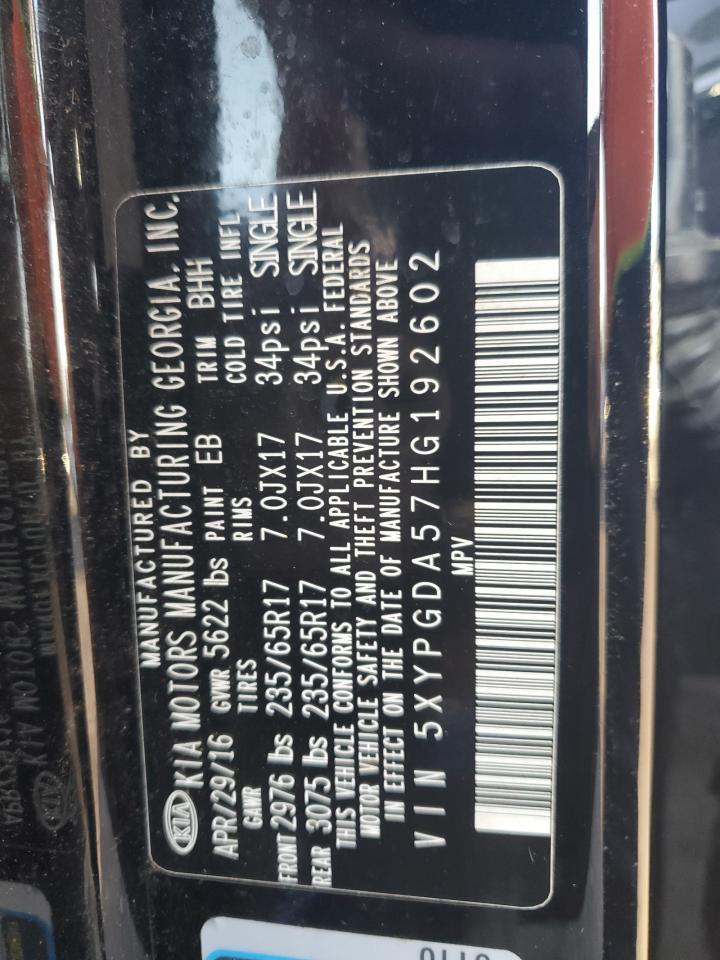 MANUFACTURED BY
KIA KIA MOTORS MANUFACTURING GEORGIA, INC.
APR/29/16 GVWR 5622 lbs PAINT EB TRIM BHH
GAWR TIRES RIMS COLD TIRE INFL
FRONT 2976 lbs 235/65R17 7.0JX17 34psi SINGLE
REAR 3075 lbs 235/65R17 7.0JX17 34psi SINGLE
THIS VEHICLE CONFORMS TO ALL APPLICABLE U.S.A. FEDERAL
MOTOR VEHICLE SAFETY AND THEFT PREVENTION STANDARDS
IN EFFECT ON THE DATE OF MANUFACTURE SHOWN ABOVE
VIN 5XYPGDA57HG192602
MPV